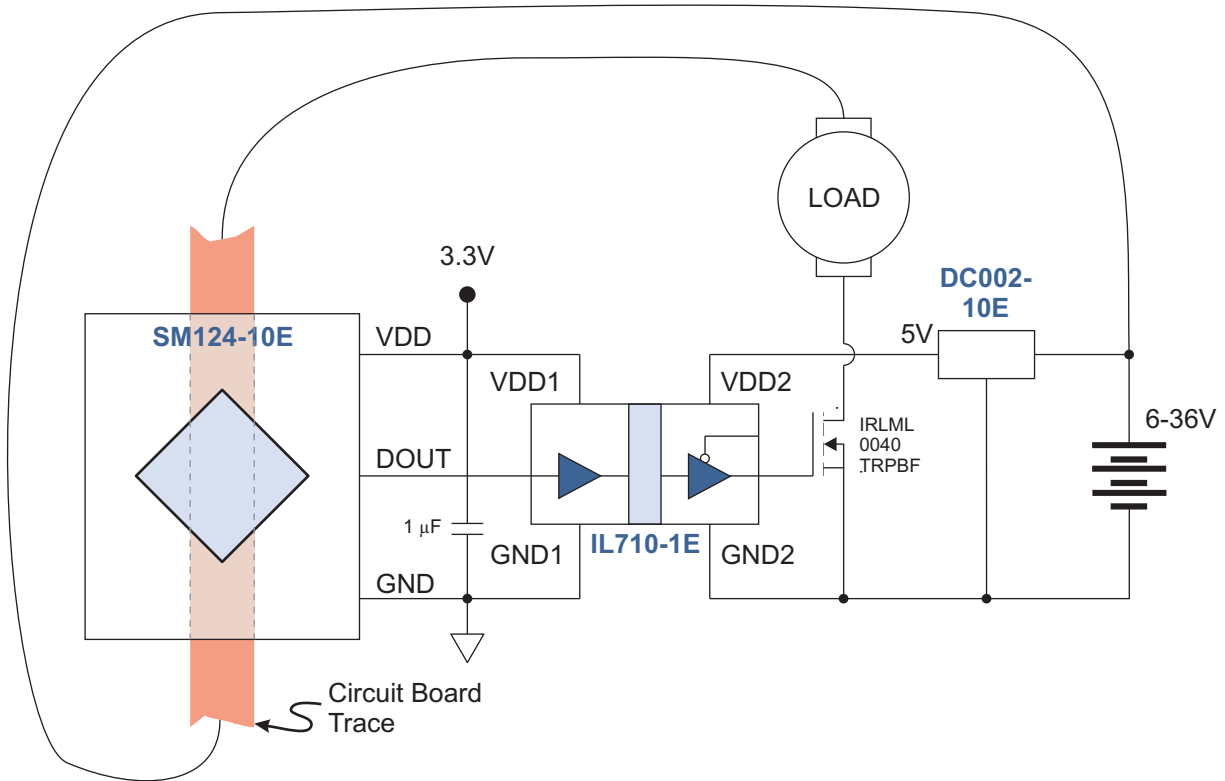 LOAD
3.3V
DC002-
10E
SM124-10E
VDD
5V
VDD1
VDD2
6-36V
IRLML
0040
TRPBF
DOUT
1 μF
IL710-1E
GND1
GND2
GND
Circuit Board
Trace